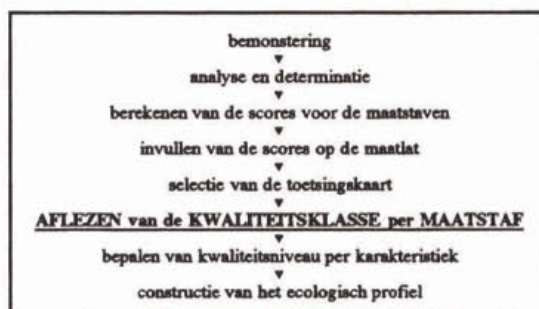 bemonstering
analyse en determinatie
berekenen van de scores voor de maatstaven
invullen van de scores op de maatlat
selectie van de toetsingskaart
AFLEZEN van de KWALITEITSKLASSE per MAATSTAF
bepalen van kwaliteitsniveau per karakteristiek
constructie van het ecologisch profiel